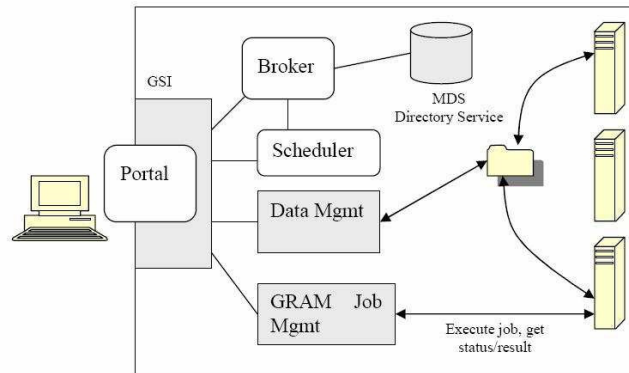 GSI
Broker
MDS
Directory Service
Portal
Scheduler
Data Mgmt
GRAM Job
Mgmt
Execute job, get
status/result